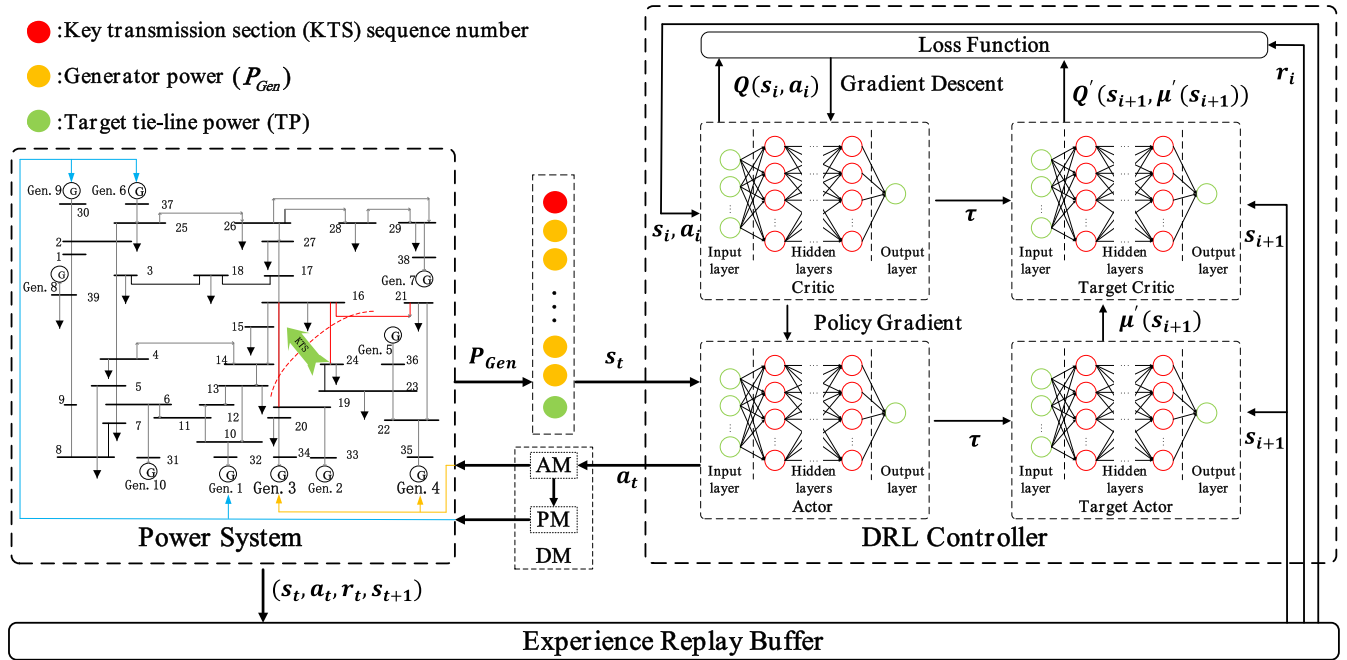 :Key transmission section (KTS) sequence number
:Generator power (P_Gen)
:Target tie-line power (TP)
Gen. 9 G
30
Gen. 6 G
37
25
26
28
29
2
1
27
38
Gen. 7 G
3
18
17
G
Gen. 8
39
16
21
15
KTS
G
Gen. 5
4
14
24
36
5
13
23
9
6
12
19
11
20
22
7
10
8
31
32
34
33
35
G
Gen. 10
G
Gen. 1
G
Gen. 3
G
Gen. 2
G
Gen. 4
Power System
P_Gen
s_t
AM
PM
DM
a_t
Loss Function
r_i
Q(s_i, a_i)
Gradient Descent
Q′(s_{i+1}, μ′(s_{i+1}))
s_i, a_i
Input layer
Hidden layers
Output layer
Critic
τ
Input layer
Hidden layers
Output layer
Target Critic
s_{i+1}
Policy Gradient
μ′(s_{i+1})
Input layer
Hidden layers
Output layer
Actor
τ
Input layer
Hidden layers
Output layer
Target Actor
s_{i+1}
DRL Controller
(s_t, a_t, r_t, s_{t+1})
Experience Replay Buffer